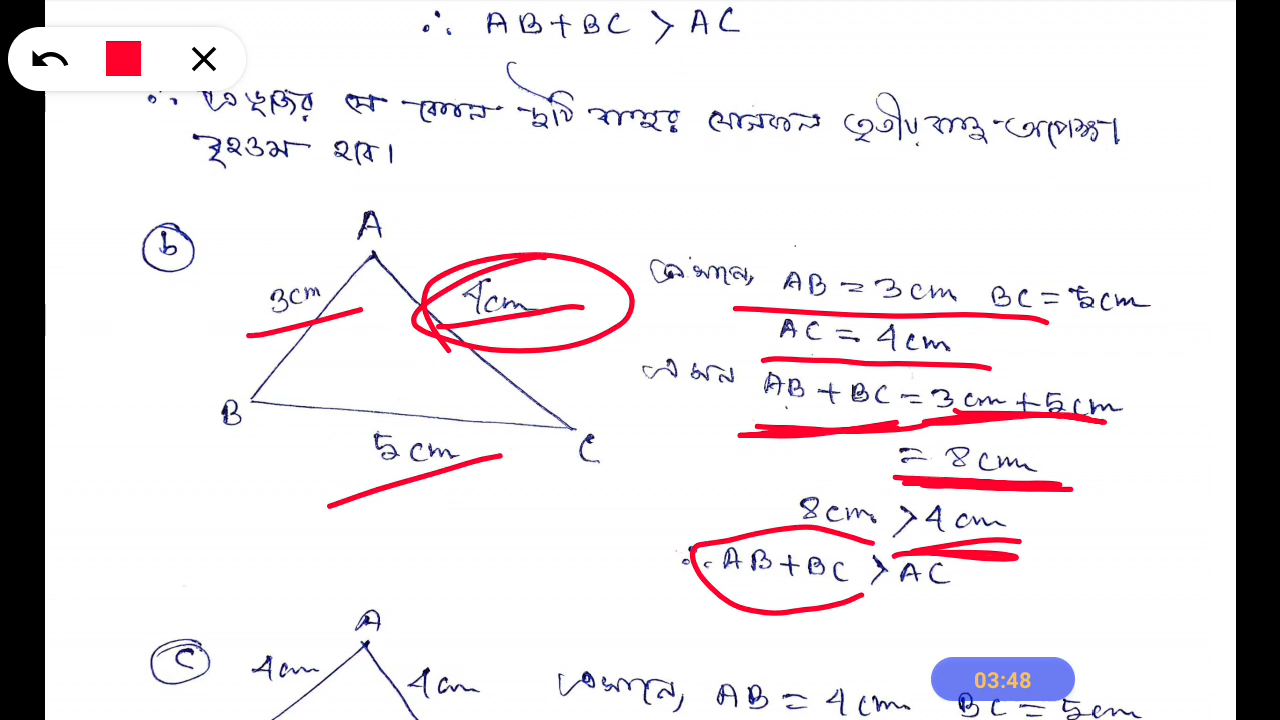 ∴ AB + BC > AC
∴ ত্রিভুজের যে কোন দুটি বাহুর যোগফল তৃতীয় বাহু অপেক্ষা
বৃহত্তম হবে।
b
A
3cm
4cm
B
5cm
C
এখানে, AB = 3cm BC = 5cm
AC = 4cm
এখন AB + BC = 3cm + 5cm
= 8cm
8cm > 4cm
∴ AB + BC > AC
c
A
4cm
4cm
এখানে, AB = 4cm BC = 5cm
03:48